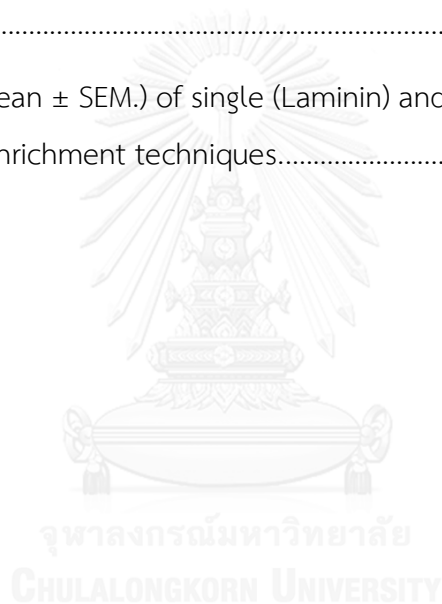 ......................................................................
ean ± SEM.) of single (Laminin) and
nrichment techniques..........................
จุฬาลงกรณ์มหาวิทยาลัย
CHULALONGKORN UNIVERSITY